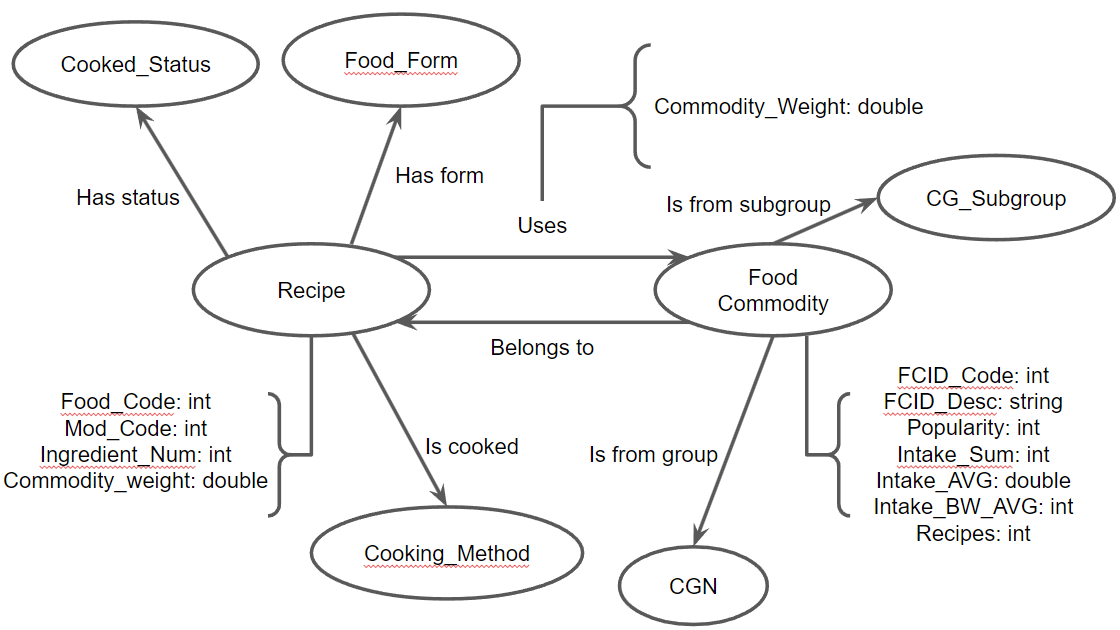 Cooked_Status
Food_Form
Commodity_Weight: double
Has status
Has form
Is from subgroup
CG_Subgroup
Uses
Recipe
Food
Commodity
Belongs to
Food_Code: int
Mod_Code: int
Ingredient_Num: int
Commodity_weight: double
Is cooked
Is from group
FCID_Code: int
FCID_Desc: string
Popularity: int
Intake_Sum: int
Intake_AVG: double
Intake_BW_AVG: int
Recipes: int
Cooking_Method
CGN